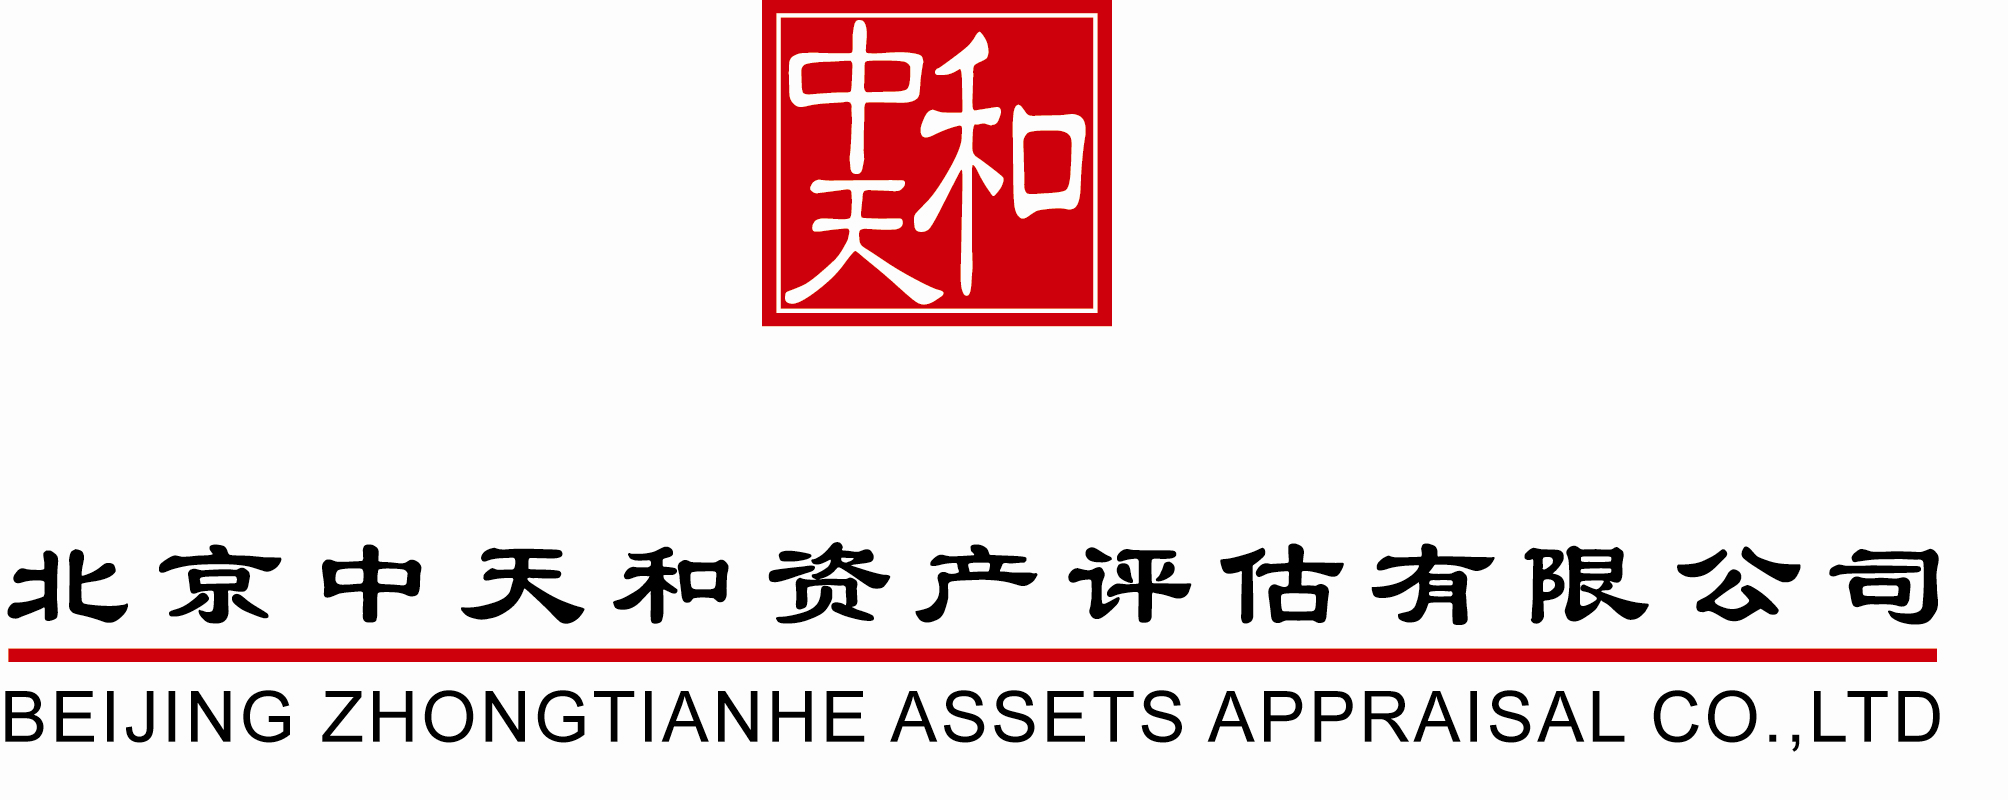 中天和
北京中天和资产评估有限公司
BEIJING ZHONGTIANHE ASSETS APPRAISAL CO.,LTD